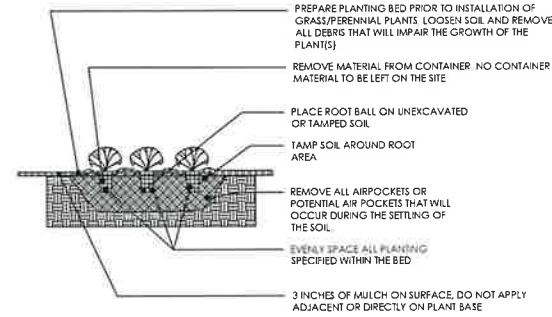 PREPARE PLANTING BED PRIOR TO INSTALLATION OF
GRASS/PERENNIAL PLANTS. LOOSEN SOIL AND REMOVE
ALL DEBRIS THAT WILL IMPAIR THE GROWTH OF THE
PLANT(S)
REMOVE MATERIAL FROM CONTAINER. NO CONTAINER
MATERIAL TO BE LEFT ON THE SITE
PLACE ROOT BALL ON UNEXCAVATED
OR TAMPED SOIL
TAMP SOIL AROUND ROOT
AREA
REMOVE ALL AIRPOCKETS OR
POTENTIAL AIR POCKETS THAT WILL
OCCUR DURING THE SETTLING OF
THE SOIL.
EVENLY SPACE ALL PLANTING
SPECIFIED WITHIN THE BED
3 INCHES OF MULCH ON SURFACE, DO NOT APPLY
ADJACENT OR DIRECTLY ON PLANT BASE